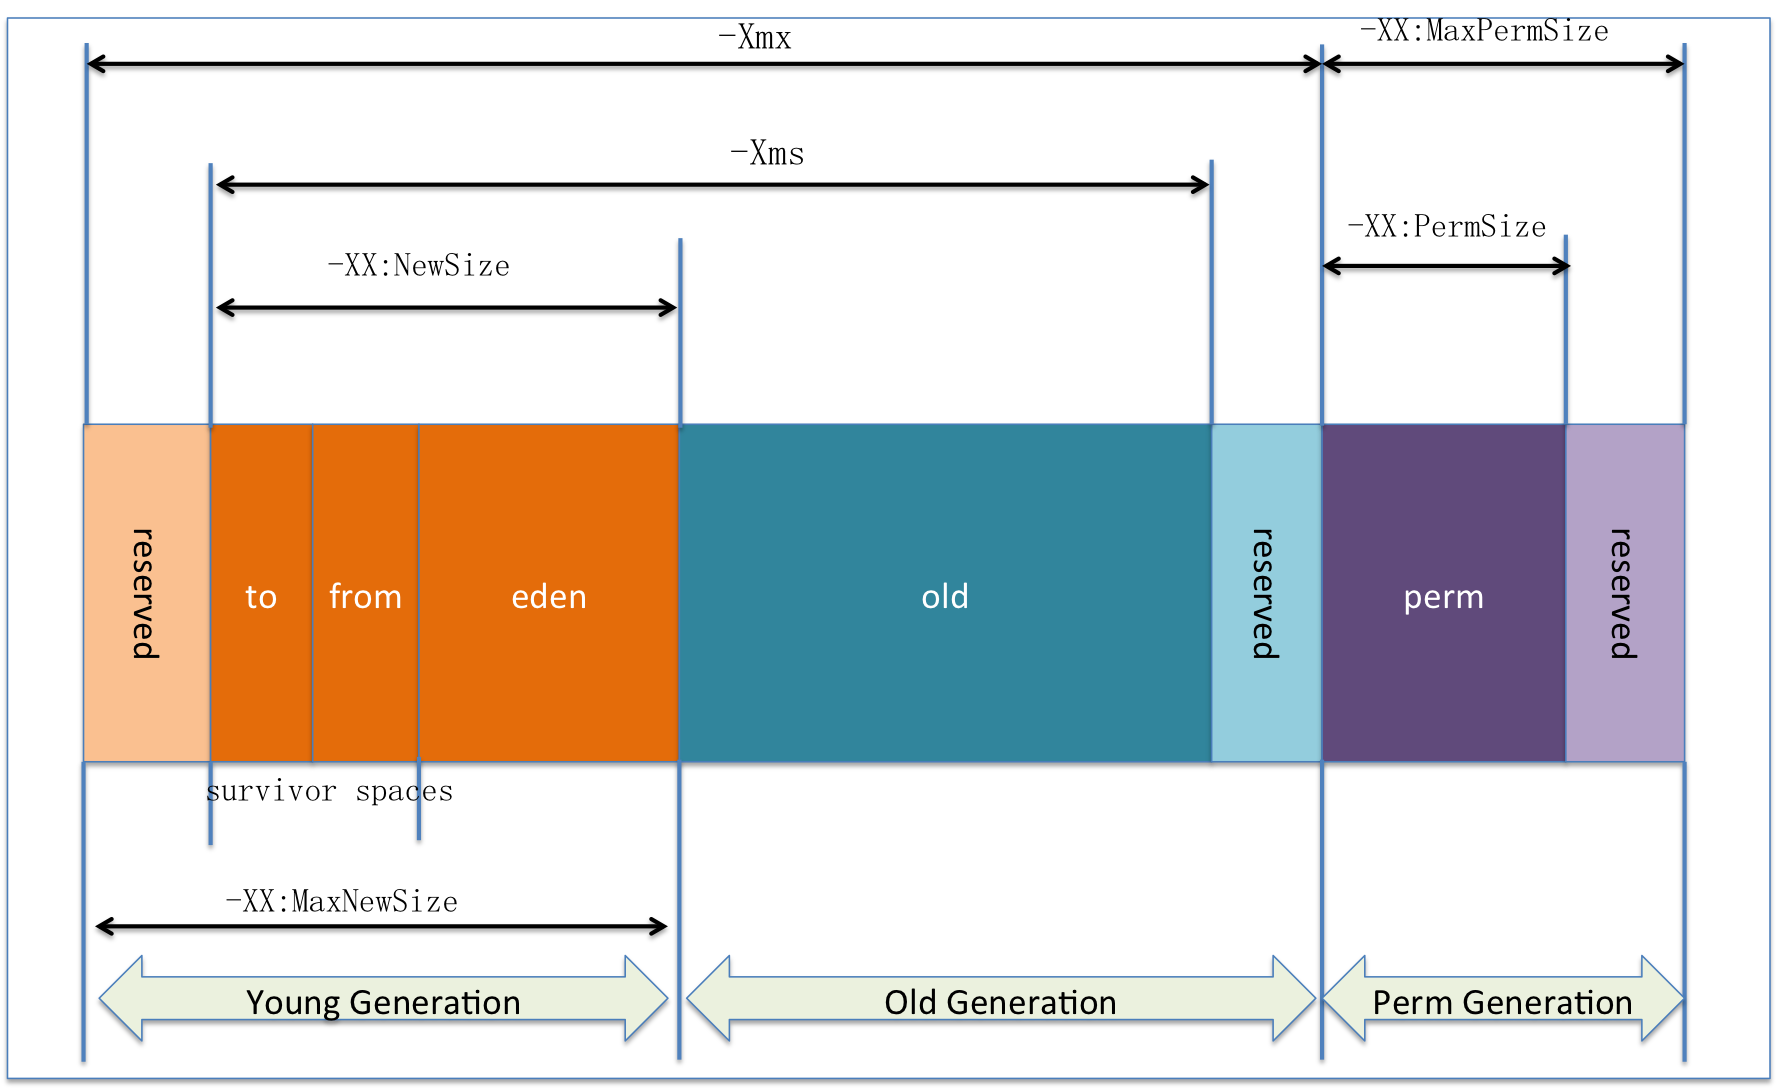 -Xmx
-XX:MaxPermSize
-Xms
-XX:PermSize
-XX:NewSize
reserved
to
from
eden
old
reserved
perm
reserved
survivor spaces
-XX:MaxNewSize
Young Generation
Old Generation
Perm Generation